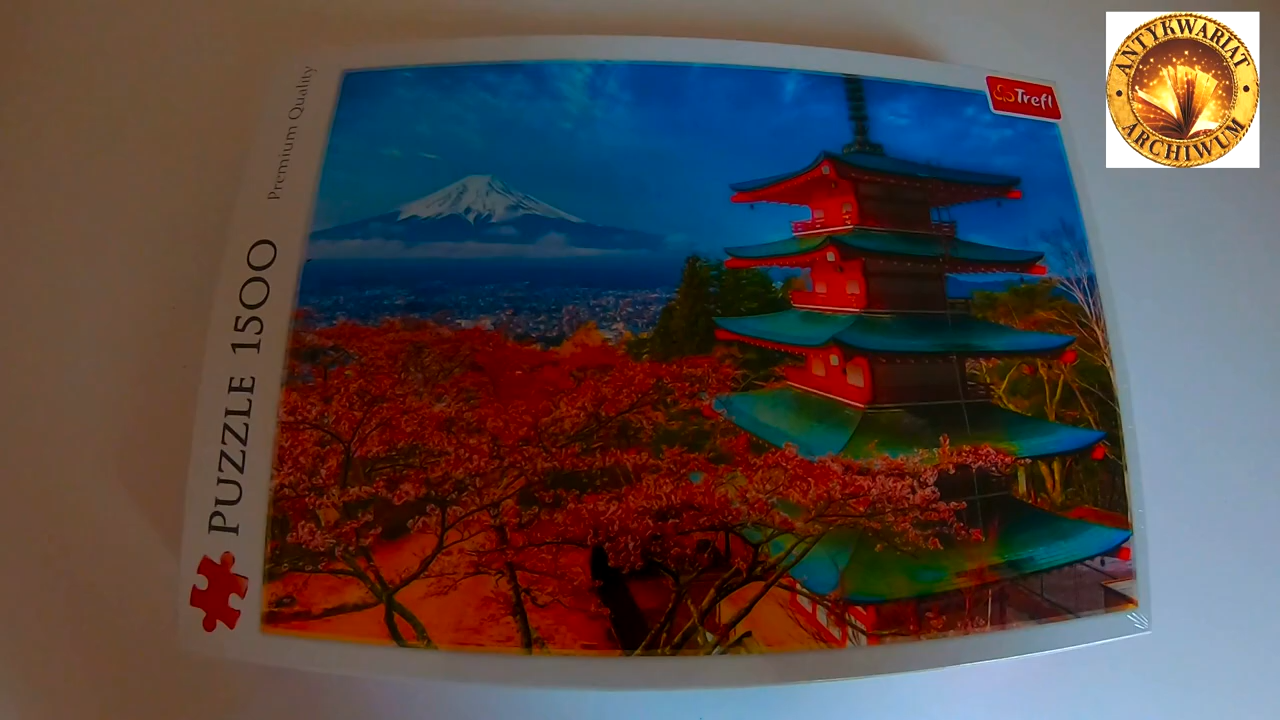 Premium Quality
PUZZLE 1500
Trefl
ANTYKWARIAT
ARCHIWUM